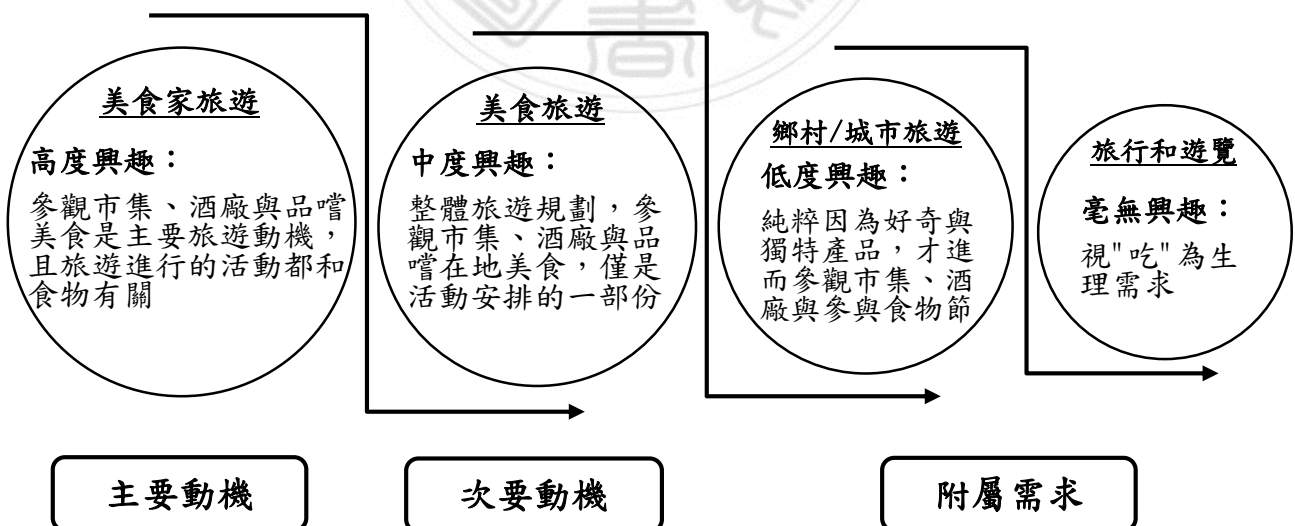 美食家旅遊
高度興趣：
參觀市集、酒廠與品嚐
美食是主要旅遊動機，
且旅遊進行的活動都和
食物有關
美食旅遊
中度興趣：
整體旅遊規劃，參
觀市集、酒廠與品
嚐在地美食，僅是
活動安排的一部份
鄉村/城市旅遊
低度興趣：
純粹因為好奇與
獨特產品，才進
而參觀市集、酒
廠與參與食物節
旅行和遊覽
毫無興趣：
視"吃"為生
理需求
主要動機
次要動機
附屬需求